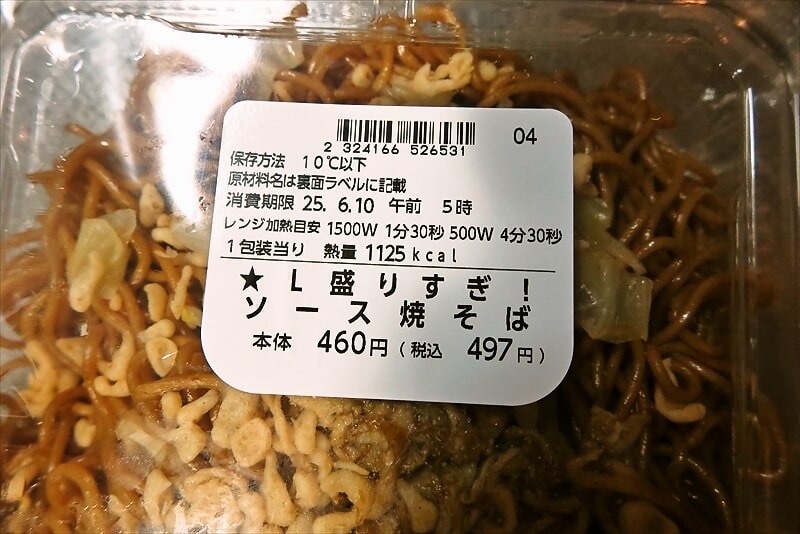 04
2 324166 526531
保存方法 10℃以下
原材料名は裏面ラベルに記載
消費期限 25. 6.10 午前 5時
レンジ加熱目安 1500W 1分30秒 500W 4分30秒
1包装当り 熱量 1125kcal
★L盛りすぎ!
ソース焼そば
本体 460円(税込 497円)